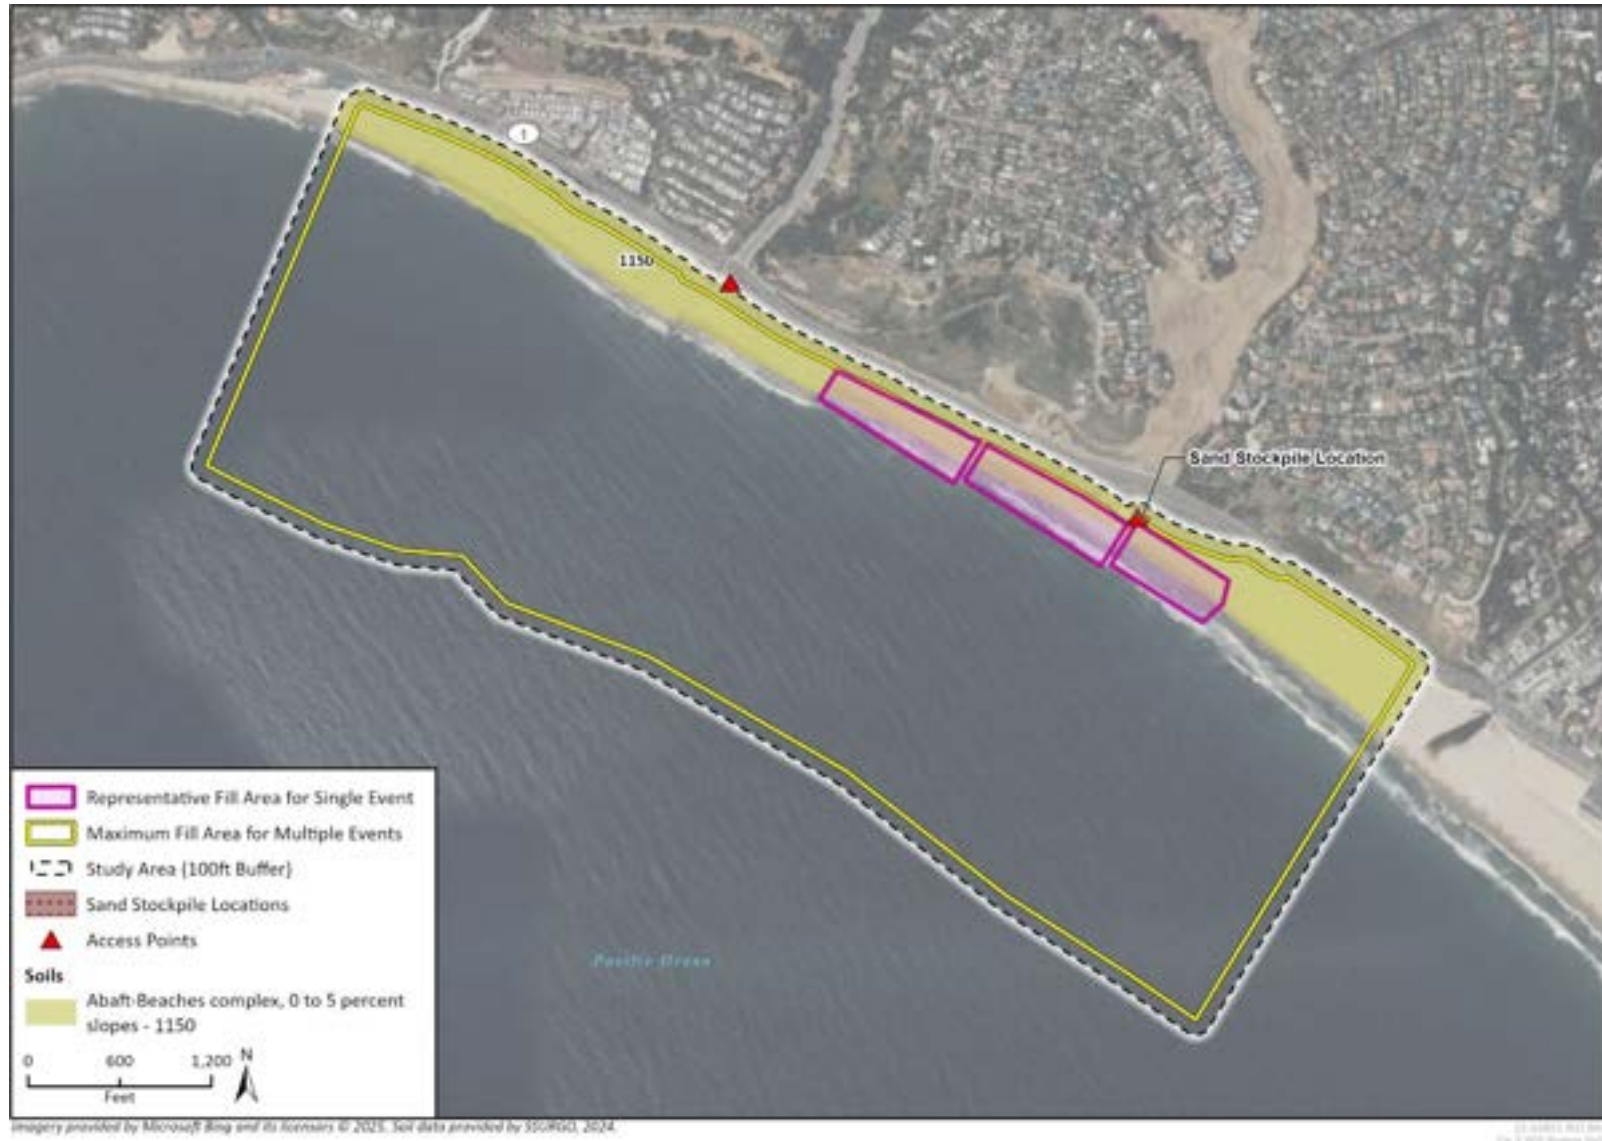 1
1150
Sand Stockpile Location
Pacific Ocean
Representative Fill Area for Single Event
Maximum Fill Area for Multiple Events
Study Area (100ft Buffer)
Sand Stockpile Locations
Access Points
Soils
Abaft-Beaches complex, 0 to 5 percent
slopes - 1150
0 600 1,200 N
Feet
Imagery provided by Microsoft Bing and its licensors © 2025. Soil data provided by SSURGO, 2024.